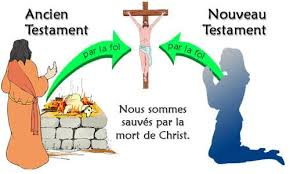 Ancien
Testament
Nouveau
Testament
par la foi
par la foi
Nous sommes
sauvés par la
mort de Christ.